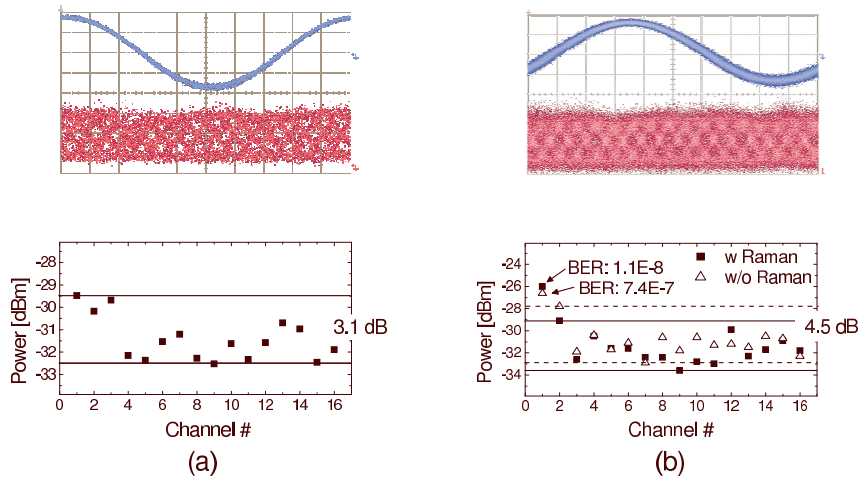 -28
-29
-30
-31
-32
-33
Power [dBm]
3.1 dB
0 2 4 6 8 10 12 14 16
Channel #
(a)
-24
-26
-28
-30
-32
-34
Power [dBm]
BER: 1.1E-8
BER: 7.4E-7
w Raman
w/o Raman
4.5 dB
0 2 4 6 8 10 12 14 16
Channel #
(b)